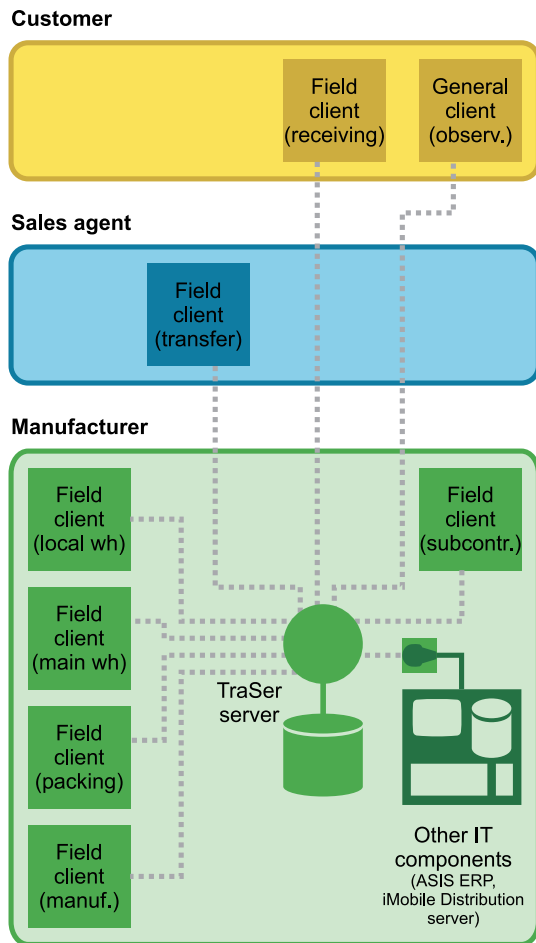 Customer
Field
client
(receiving)
General
client
(observ.)
Sales agent
Field
client
(transfer)
Manufacturer
Field
client
(local wh)
Field
client
(subcontr.)
Field
client
(main wh)
TraSer
server
Field
client
(packing)
Field
client
(manuf.)
Other IT
components
(ASIS ERP,
iMobile Distribution
server)